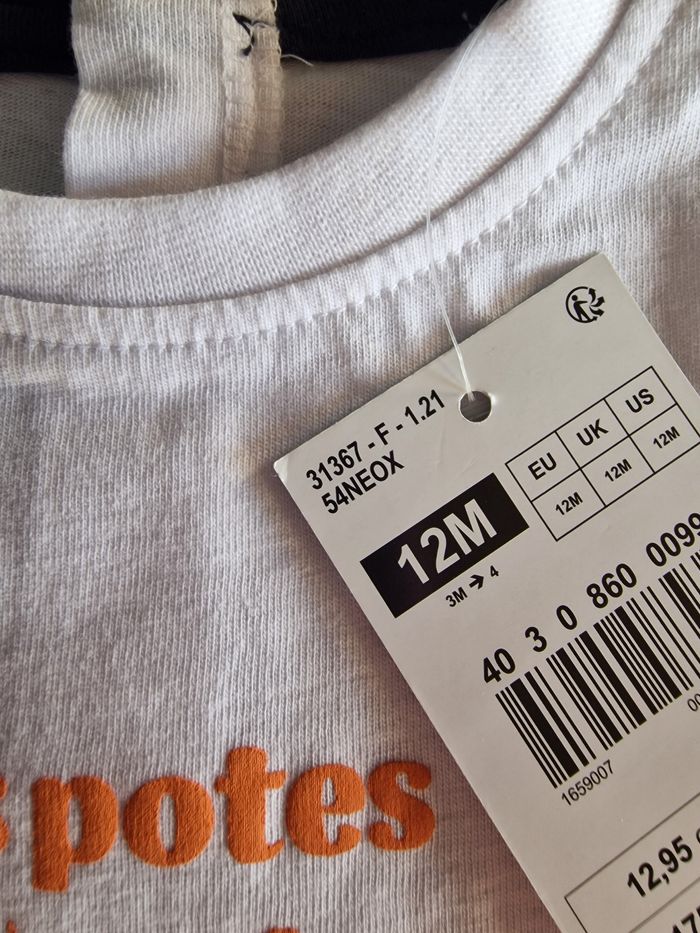 31367 - F - 1.21
54NEOX
EU UK US
12M 12M 12M
12M
3M → 4
40 3 0 860 0099
1659007
12,95
potes